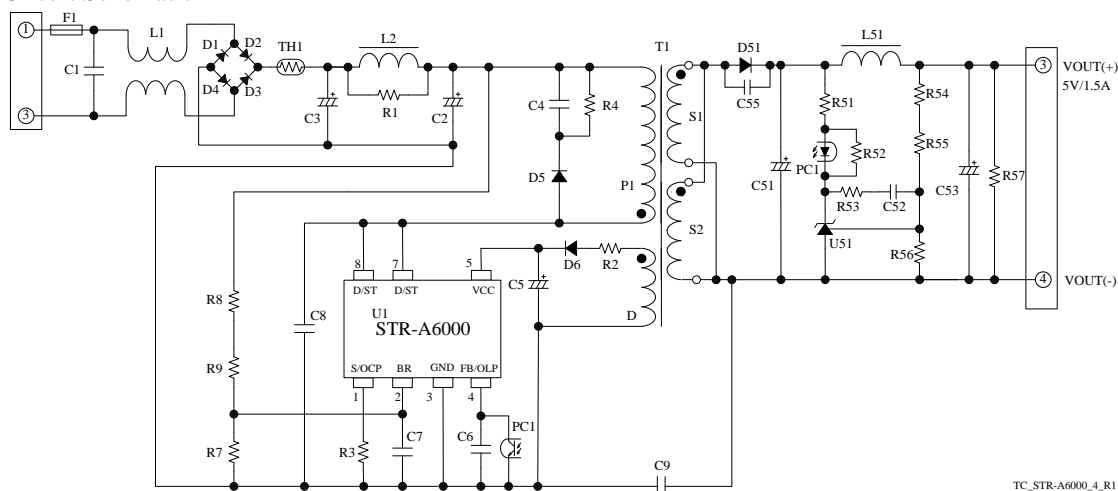 F1
L1
C1
D1
D2
D4
D3
TH1
L2
R1
C3
C2
C4
R4
D5
T1
P1
S1
S2
D
D51
C55
L51
R51
R52
PC1
R53
C52
U51
R54
R55
R56
C51
C53
R57
VOUT(+)
5V/1.5A
VOUT(-)
1
3
3
4
8
7
5
D/ST
D/ST
VCC
U1
STR-A6000
S/OCP
BR
GND
FB/OLP
1
2
3
4
C5
D6
R2
R8
R9
R7
C8
R3
C7
C6
PC1
C9
TC_STR-A6000_4_R1